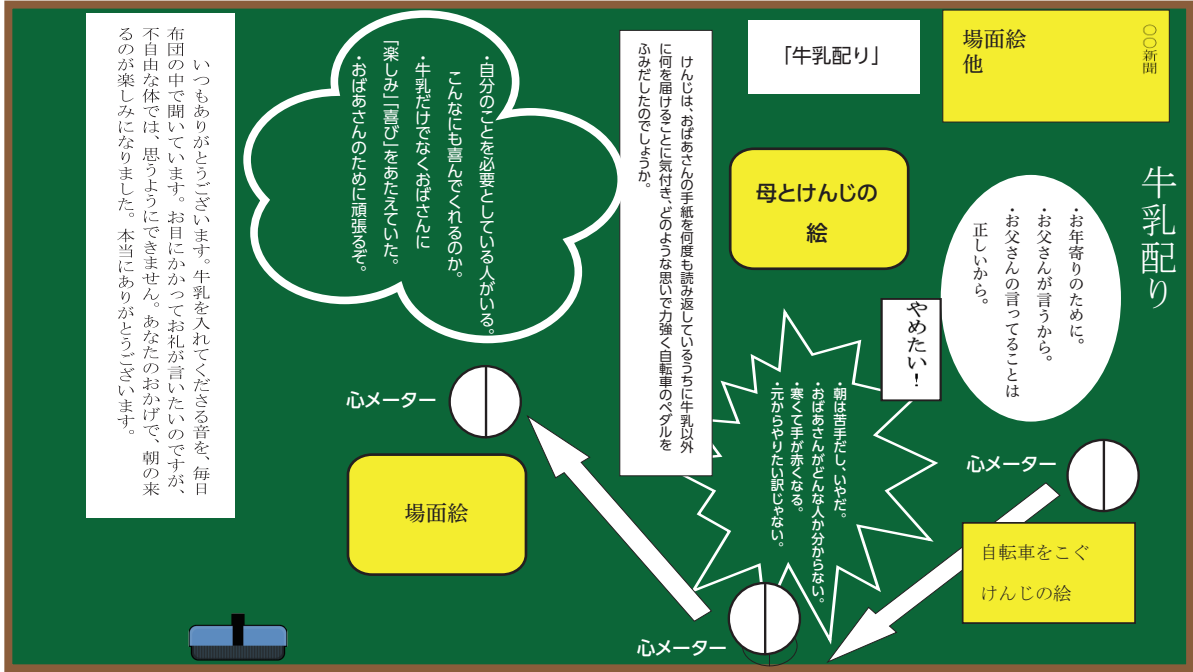 〇〇新聞
場面絵
他
牛乳配り
・お年寄りのために。
・お父さんが言うから。
・お父さんの言ってることは
正しいから。
心メーター
自転車をこぐ
けんじの絵
「牛乳配り」
母とけんじの
絵
やめたい！
・朝は苦手だし、いやだ。
・おばあさんがどんな人か分からない。
・寒くて手が赤くなる。
・元からやりたい訳じゃない。
心メーター
けんじは、おばあさんの手紙を何度も読み返しているうちに牛乳以外
に何を届けることに気付き、どのような思いで力強く自転車のペダルを
ふみだしたのでしょうか。
・自分のことを必要としている人がいる。
こんなにも喜んでくれるのか。
・牛乳だけでなくおばさんに
「楽しみ」「喜び」をあたえていた。
・おばあさんのために頑張るぞ。
心メーター
場面絵
いつもありがとうございます。牛乳を入れてくださる音を、毎日
布団の中で聞いています。お目にかかってお礼が言いたいのですが、
不自由な体では、思うようにできません。あなたのおかげで、朝の来
るのが楽しみになりました。本当にありがとうございます。